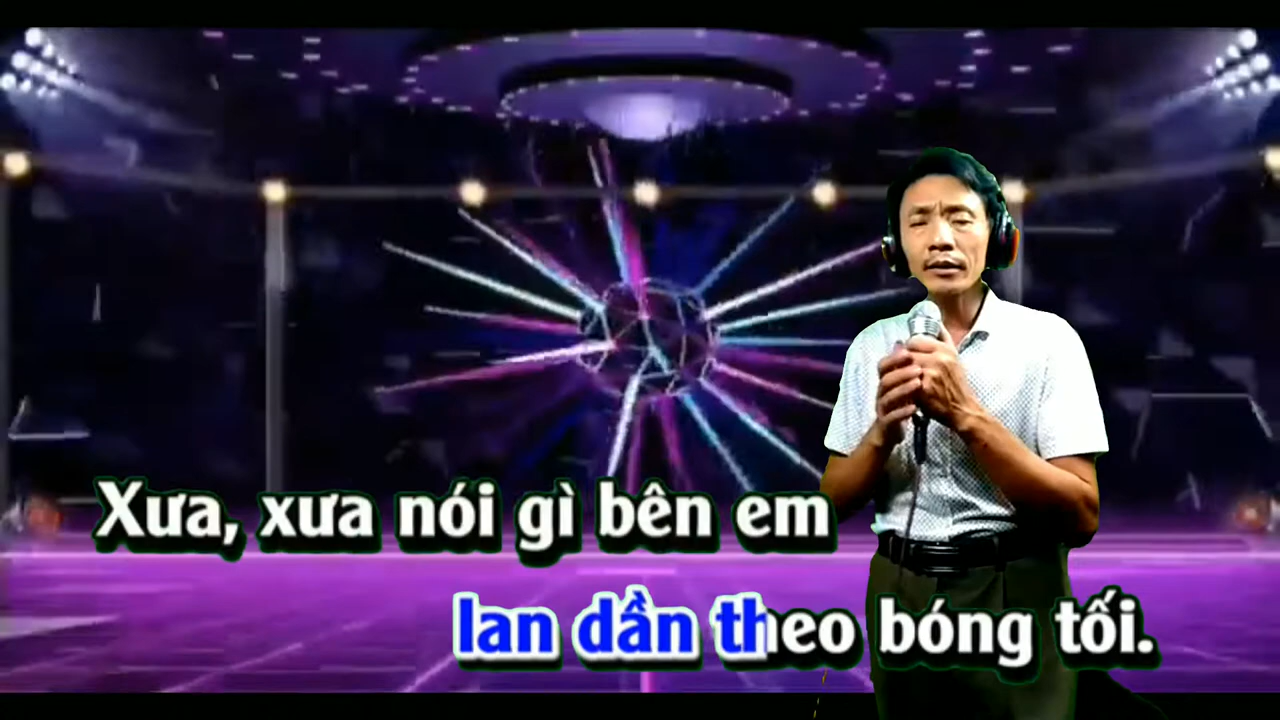 Xưa, xưa nói gì bên em
lan dần theo bóng tối.